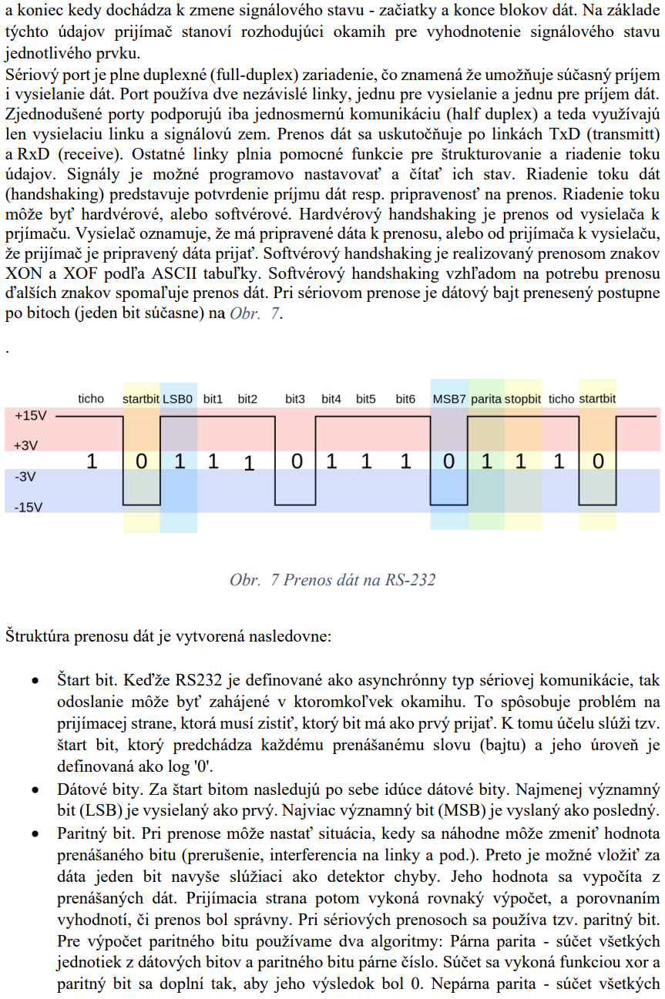 a koniec kedy dochádza k zmene signálového stavu - začiatky a konce blokov dát. Na základe
týchto údajov prijímač stanoví rozhodujúci okamih pre vyhodnotenie signálového stavu
jednotlivého prvku.
Sériový port je plne duplexné (full-duplex) zariadenie, čo znamená že umožňuje súčasný príjem
i vysielanie dát. Port používa dve nezávislé linky, jednu pre vysielanie a jednu pre príjem dát.
Zjednodušené porty podporujú iba jednosmernú komunikáciu (half duplex) a teda využívajú
len vysielaciu linku a signálovú zem. Prenos dát sa uskutočňuje po linkách TxD (transmitt)
a RxD (receive). Ostatné linky plnia pomocné funkcie pre štrukturovanie a riadenie toku
údajov. Signály je možné programovo nastavovať a čítať ich stav. Riadenie toku dát
(handshaking) predstavuje potvrdenie príjmu dát resp. pripravenosť na prenos. Riadenie toku
môže byť hardvérové, alebo softvérové. Hardvérový handshaking je prenos od vysielača k
prjímaču. Vysielač oznamuje, že má pripravené dáta k prenosu, alebo od prijímača k vysielaču,
že prijímač je pripravený dáta prijať. Softvérový handshaking je realizovaný prenosom znakov
XON a XOF podľa ASCII tabuľky. Softvérový handshaking vzhľadom na potrebu prenosu
ďalších znakov spomaľuje prenos dát. Pri sériovom prenose je dátový bajt prenesený postupne
po bitoch (jeden bit súčasne) na Obr. 7.
.
ticho startbit LSB0 bit1 bit2 bit3 bit4 bit5 bit6 MSB7 parita stopbit ticho startbit
+15V
+3V
1 0 1 1 1 0 1 1 1 0 1 1 1 0
-3V
-15V
Obr. 7 Prenos dát na RS-232
Štruktúra prenosu dát je vytvorená nasledovne:
• Štart bit. Keďže RS232 je definované ako asynchrónny typ sériovej komunikácie, tak
odoslanie môže byť zahájené v ktoromkoľvek okamihu. To spôsobuje problém na
prijímacej strane, ktorá musí zistiť, ktorý bit má ako prvý prijať. K tomu účelu slúži tzv.
štart bit, ktorý predchádza každému prenášanému slovu (bajtu) a jeho úroveň je
definovaná ako log '0'.
• Dátové bity. Za štart bitom nasledujú po sebe idúce dátové bity. Najmenej významný
bit (LSB) je vysielaný ako prvý. Najviac významný bit (MSB) je vyslaný ako posledný.
• Paritný bit. Pri prenose môže nastať situácia, kedy sa náhodne môže zmeniť hodnota
prenášaného bitu (prerušenie, interferencia na linky a pod.). Preto je možné vložiť za
dáta jeden bit navyše slúžiaci ako detektor chyby. Jeho hodnota sa vypočíta z
prenášaných dát. Prijímacia strana potom vykoná rovnaký výpočet, a porovnaním
vyhodnotí, či prenos bol správny. Pri sériových prenosoch sa používa tzv. paritný bit.
Pre výpočet paritného bitu používame dva algoritmy: Párna parita - súčet všetkých
jednotiek z dátových bitov a paritného bitu párne číslo. Súčet sa vykoná funkciou xor a
paritný bit sa doplní tak, aby jeho výsledok bol 0. Nepárna parita - súčet všetkých